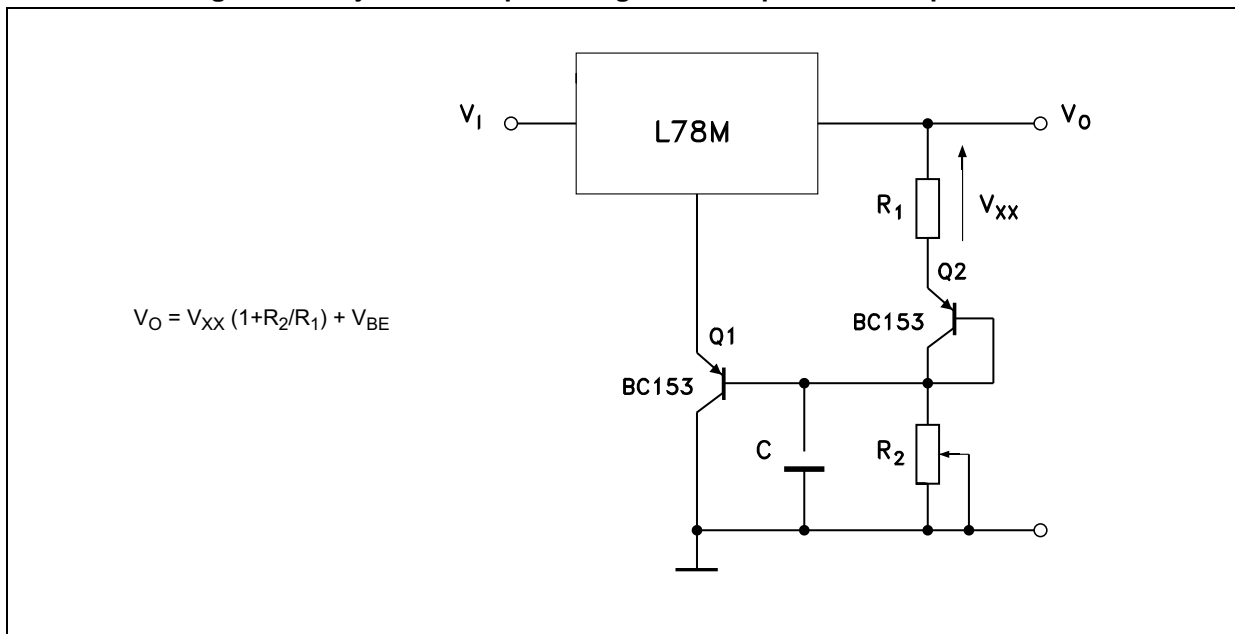 V_I
L78M
V_O
R_1
V_XX
Q2
BC153
V_O = V_XX (1+R_2/R_1) + V_BE
Q1
BC153
C
R_2